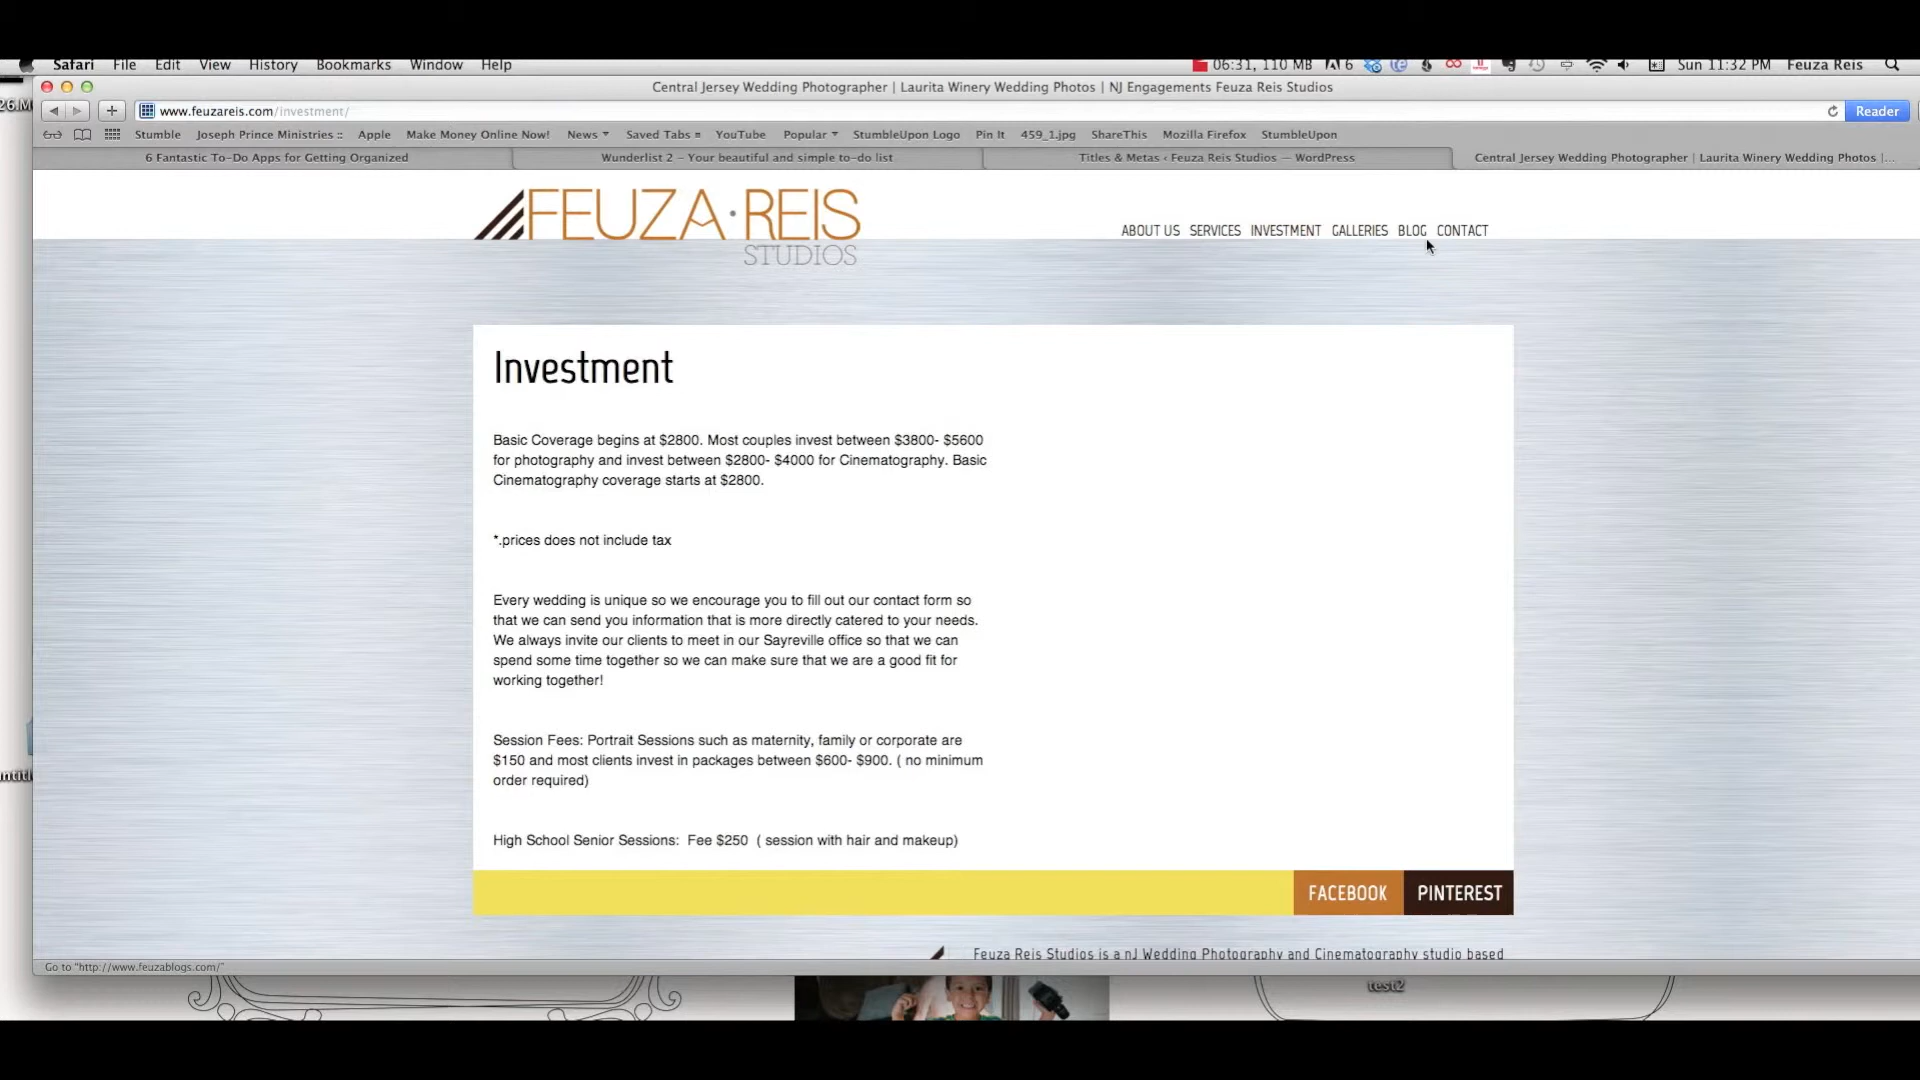 Safari File Edit View History Bookmarks Window Help 06:31, 110 MB 6 Sun 11:32 PM Feuza Reis
Central Jersey Wedding Photographer | Laurita Winery Wedding Photos | NJ Engagements Feuza Reis Studios
www.feuzareis.com/investment/ Reader
Stumble Joseph Prince Ministries :: Apple Make Money Online Now! News Saved Tabs YouTube Popular StumbleUpon Logo Pin It 459_1.jpg ShareThis Mozilla Firefox StumbleUpon
6 Fantastic To-Do Apps for Getting Organized Wunderlist 2 – Your beautiful and simple to-do list Titles & Metas ‹ Feuza Reis Studios — WordPress Central Jersey Wedding Photographer | Laurita Winery Wedding Photos |...
FEUZA·REIS
STUDIOS
ABOUT US SERVICES INVESTMENT GALLERIES BLOG CONTACT
Investment
Basic Coverage begins at $2800. Most couples invest between $3800- $5600
for photography and invest between $2800- $4000 for Cinematography. Basic
Cinematography coverage starts at $2800.
*.prices does not include tax
Every wedding is unique so we encourage you to fill out our contact form so
that we can send you information that is more directly catered to your needs.
We always invite our clients to meet in our Sayreville office so that we can
spend some time together so we can make sure that we are a good fit for
working together!
Session Fees: Portrait Sessions such as maternity, family or corporate are
$150 and most clients invest in packages between $600- $900. ( no minimum
order required)
High School Senior Sessions: Fee $250 ( session with hair and makeup)
FACEBOOK PINTEREST
Feuza Reis Studios is a nJ Wedding Photography and Cinematography studio based
Go to "http://www.feuzablogs.com/"
test2